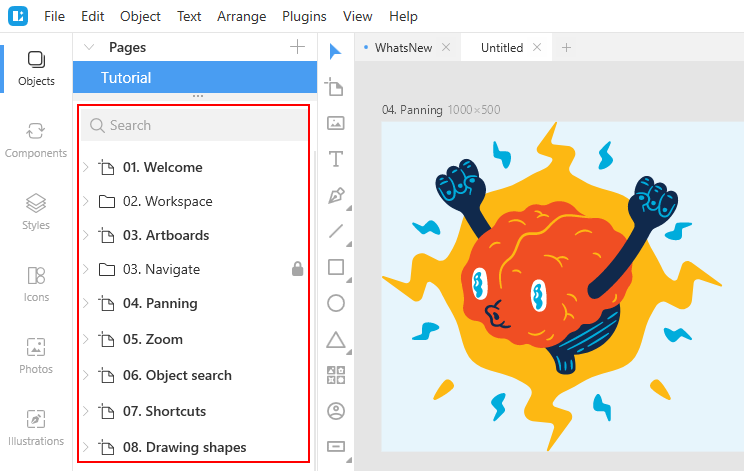 File Edit Object Text Arrange Plugins View Help
Objects
Components
Styles
Icons
Photos
Illustrations
Pages
Tutorial
Search
01. Welcome
02. Workspace
03. Artboards
03. Navigate
04. Panning
05. Zoom
06. Object search
07. Shortcuts
08. Drawing shapes
WhatsNew
Untitled
04. Panning 1000×500